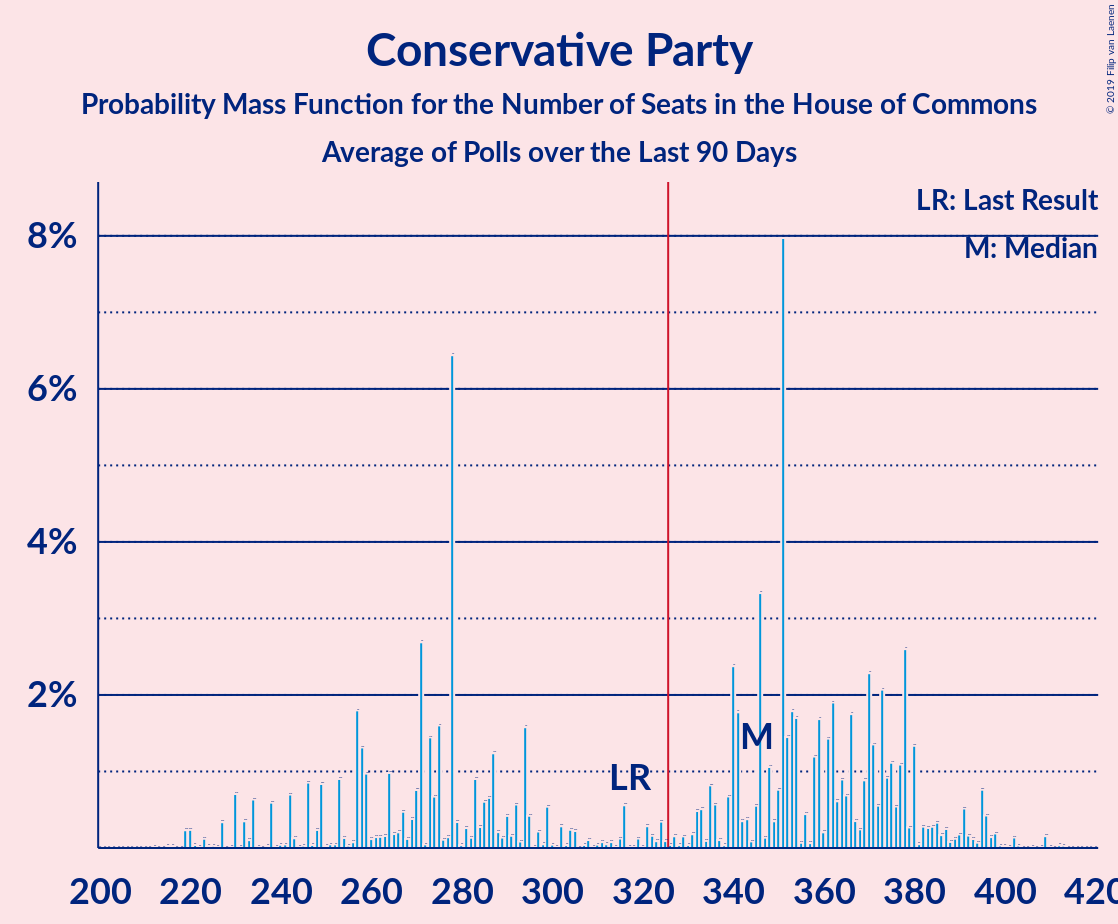 Conservative Party
Probability Mass Function for the Number of Seats in the House of Commons
Average of Polls over the Last 90 Days
© 2019 Filip van Laenen
LR: Last Result
M: Median
8%
6%
4%
2%
M
LR
200 220 240 260 280 300 320 340 360 380 400 420